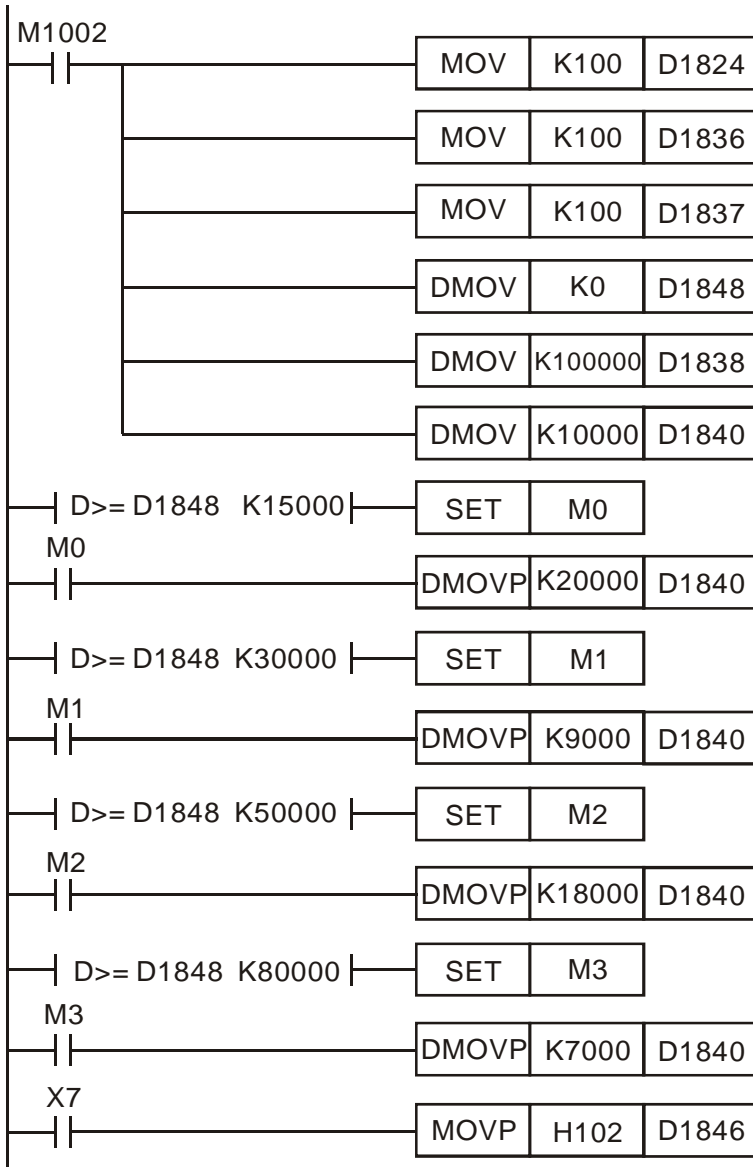 M1002
MOV K100 D1824
MOV K100 D1836
MOV K100 D1837
DMOV K0 D1848
DMOV K100000 D1838
DMOV K10000 D1840
D>= D1848 K15000 SET M0
M0
DMOVP K20000 D1840
D>= D1848 K30000 SET M1
M1
DMOVP K9000 D1840
D>= D1848 K50000 SET M2
M2
DMOVP K18000 D1840
D>= D1848 K80000 SET M3
M3
DMOVP K7000 D1840
X7
MOVP H102 D1846